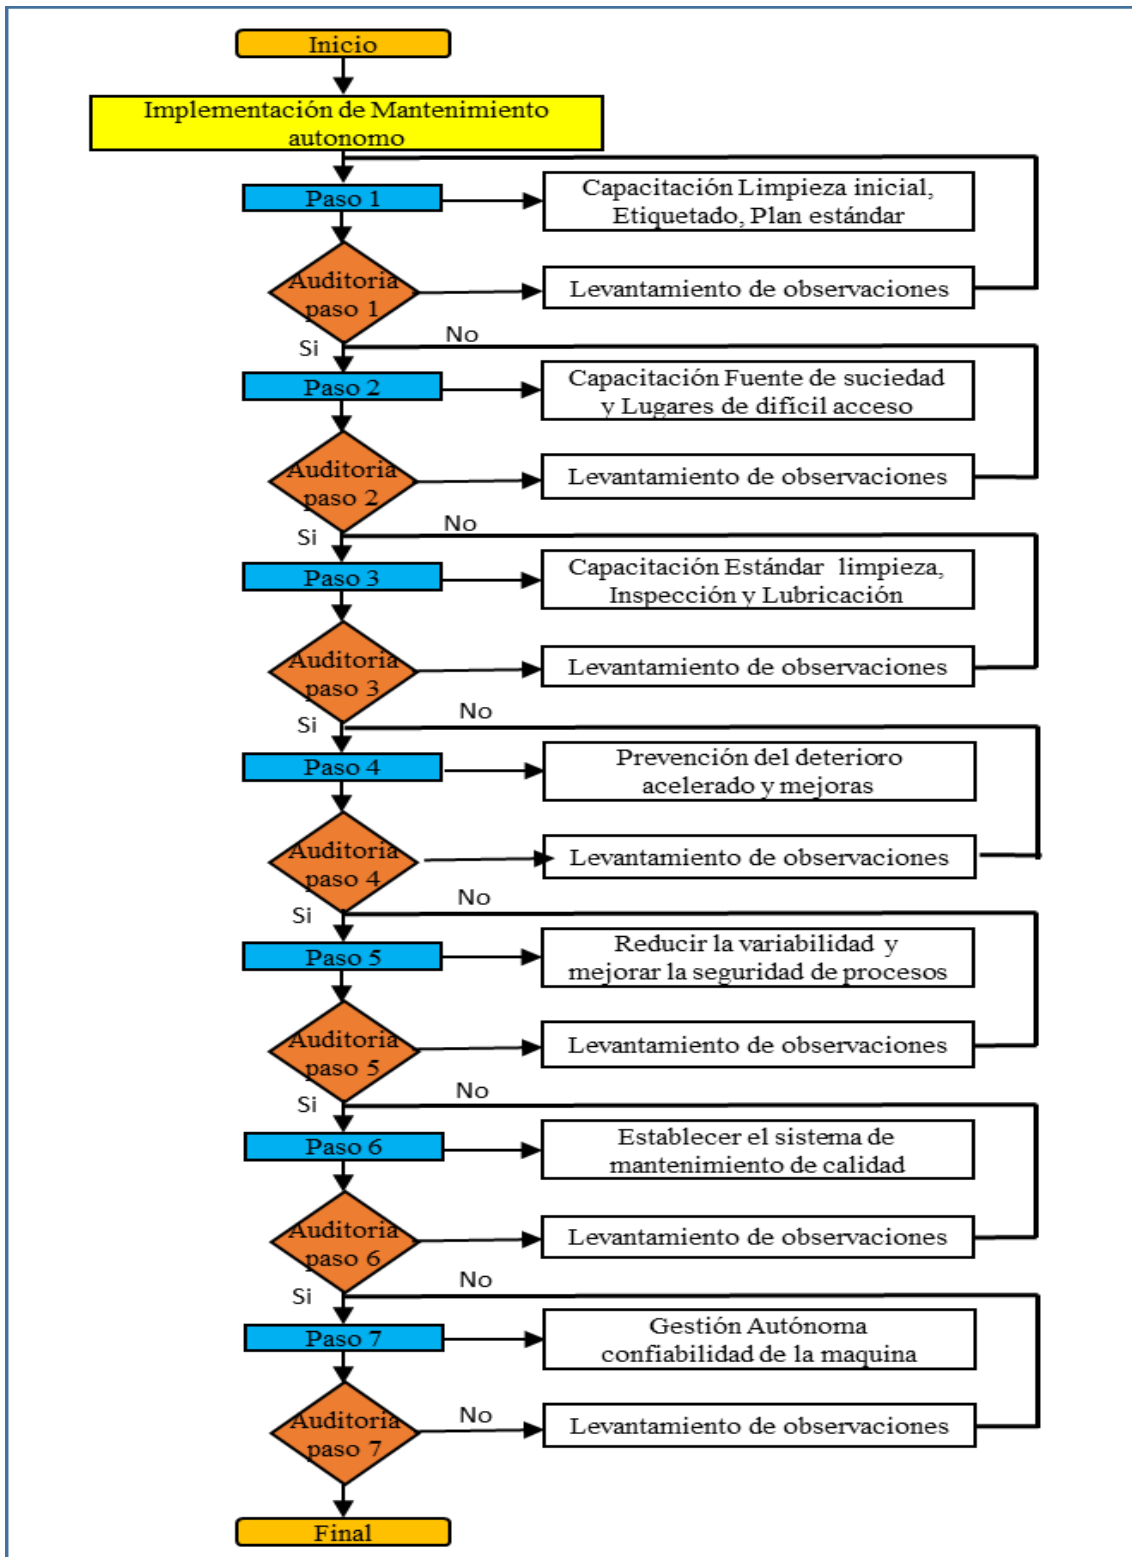 Inicio
Implementación de Mantenimiento
autonomo
Paso 1
Capacitación Limpieza inicial,
Etiquetado, Plan estándar
Auditoria
paso 1
Levantamiento de observaciones
Si
No
Paso 2
Capacitación Fuente de suciedad
y Lugares de difícil acceso
Auditoria
paso 2
Levantamiento de observaciones
Si
No
Paso 3
Capacitación Estándar limpieza,
Inspección y Lubricación
Auditoria
paso 3
Levantamiento de observaciones
Si
No
Paso 4
Prevención del deterioro
acelerado y mejoras
Auditoria
paso 4
Levantamiento de observaciones
Si
No
Paso 5
Reducir la variabilidad y
mejorar la seguridad de procesos
Auditoria
paso 5
Levantamiento de observaciones
Si
No
Paso 6
Establecer el sistema de
mantenimiento de calidad
Auditoria
paso 6
Levantamiento de observaciones
Si
No
Paso 7
Gestión Autónoma
confiabilidad de la maquina
Auditoria
paso 7
No
Levantamiento de observaciones
Final